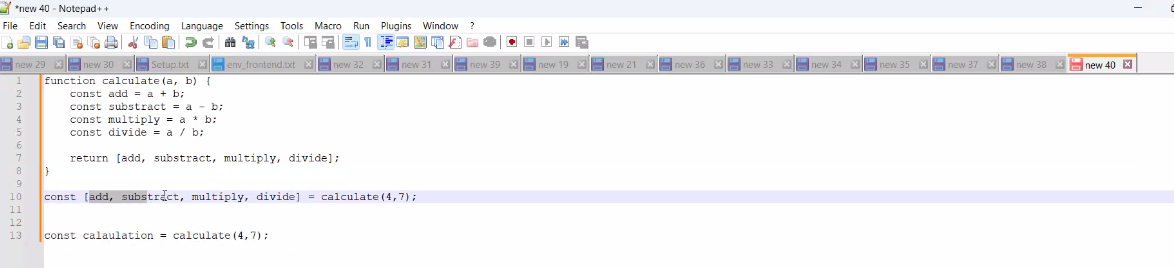 *new 40 - Notepad++
File Edit Search View Encoding Language Settings Tools Macro Run Plugins Window ?
new 29 new 30 Setup.txt env_frontend.txt new 32 new 31 new 39 new 19 new 21 new 36 new 33 new 34 new 35 new 37 new 38 new 40
1 function calculate(a, b) {
2 const add = a + b;
3 const substract = a - b;
4 const multiply = a * b;
5 const divide = a / b;
6
7 return [add, substract, multiply, divide];
8 }
9
10 const [add, substract, multiply, divide] = calculate(4,7);
11
12
13 const calaulation = calculate(4,7);